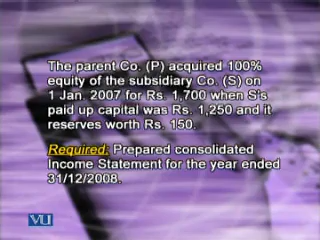 The parent Co. (P) acquired 100%
equity of the subsidiary Co. (S) on
1 Jan. 2007 for Rs. 1,700 when S's
paid up capital was Rs. 1,250 and it
reserves worth Rs. 150.
Required: Prepared consolidated
Income Statement for the year ended
31/12/2008.
VU